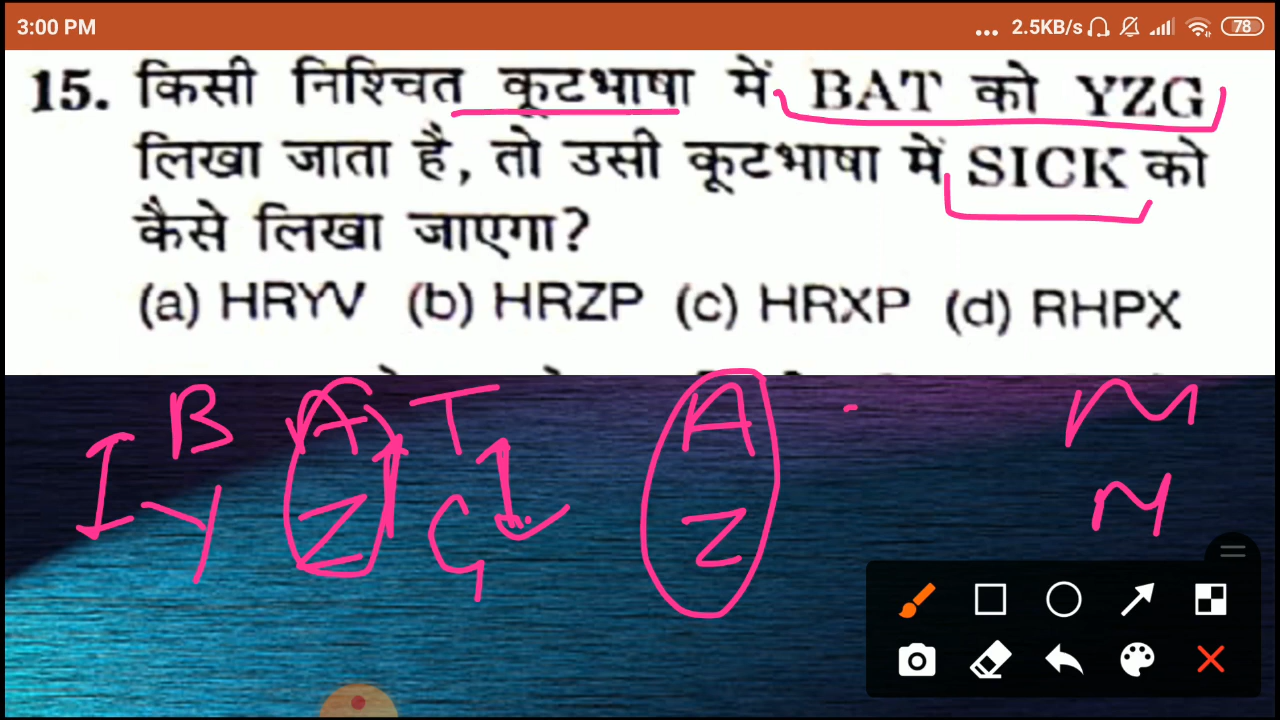 3:00 PM ... 2.5KB/s 78
15. किसी निश्चित कूटभाषा में BAT को YZG
लिखा जाता है, तो उसी कूटभाषा में SICK को
कैसे लिखा जाएगा?
(a) HRYV (b) HRZP (c) HRXP (d) RHPX
B A T A M
Y Z G Z N